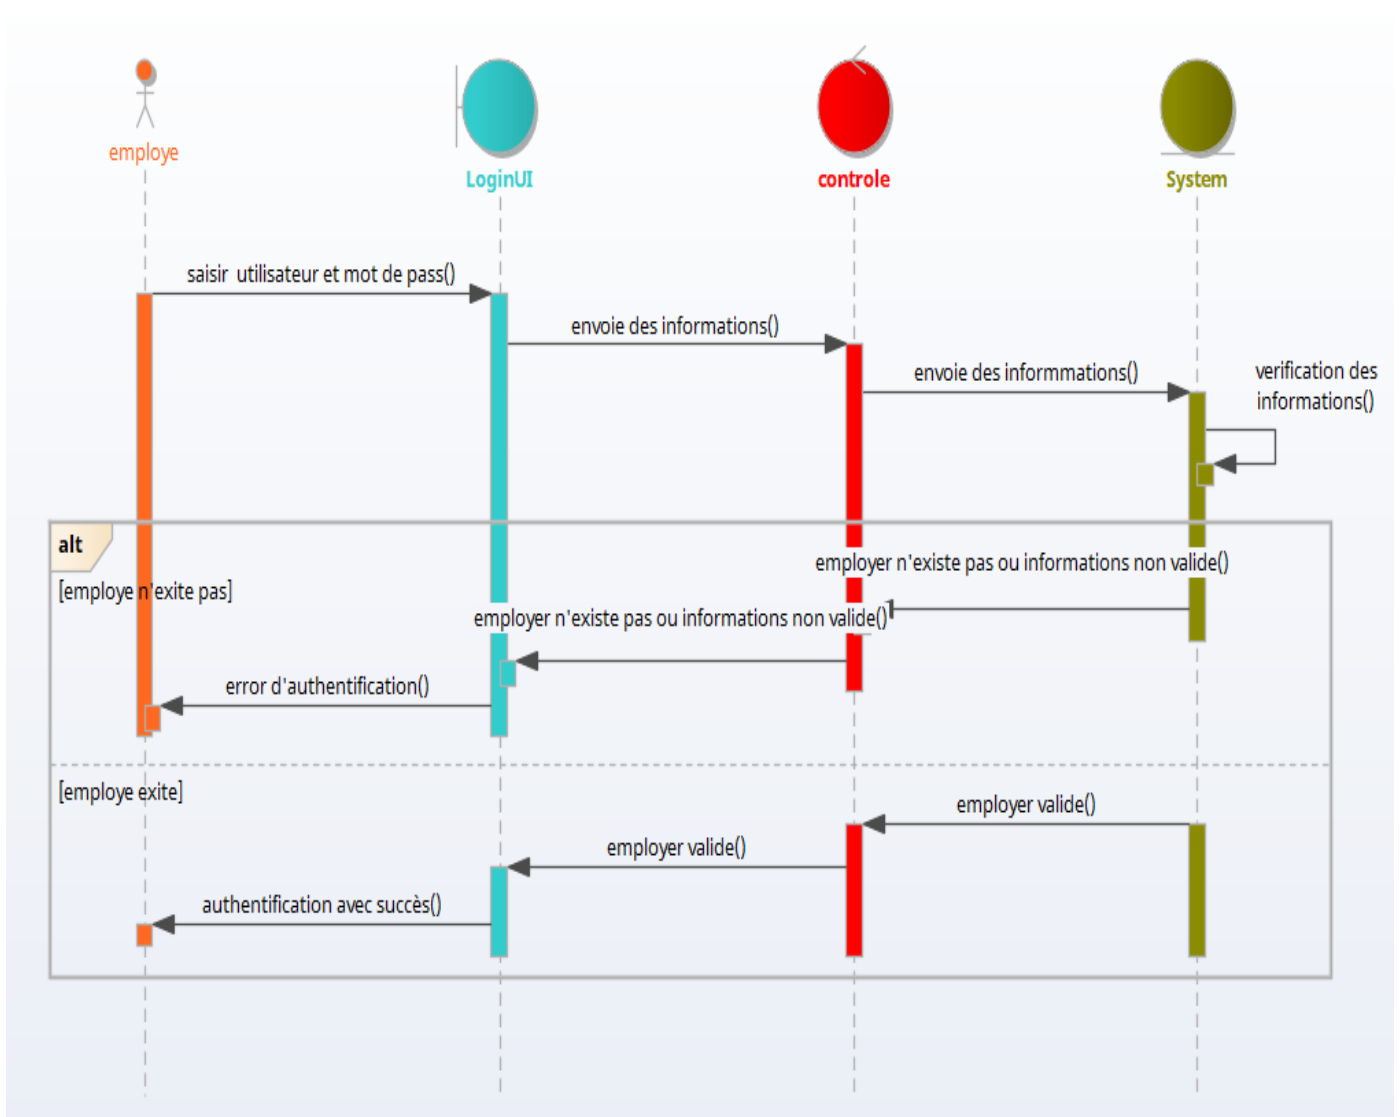 employe
LoginUI
controle
System
saisir  utilisateur et mot de pass()
envoie des informations()
envoie des informmations()
verification des
informations()
alt
employer n'existe pas ou informations non valide()
[employe n'exite pas]
employer n'existe pas ou informations non valide()
error d'authentification()
[employe exite]
employer valide()
employer valide()
authentification avec succès()